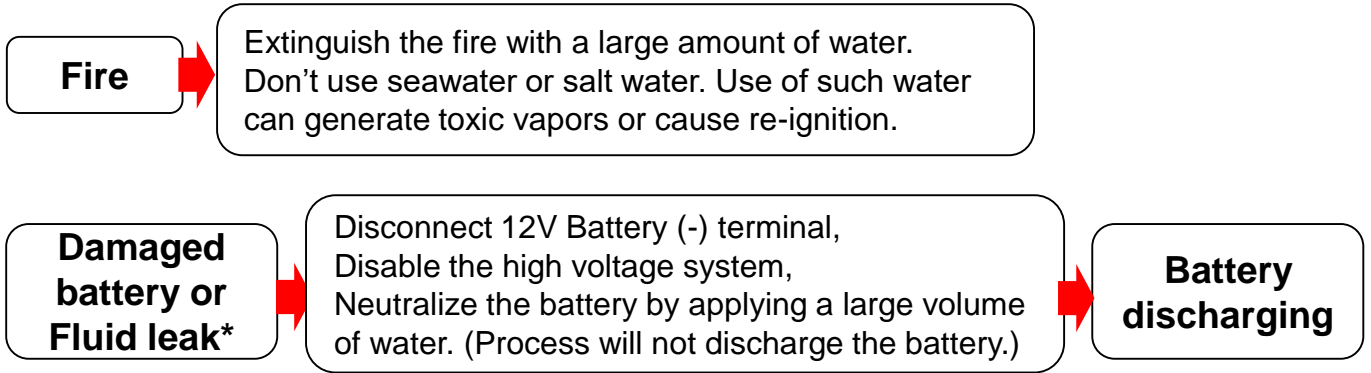 Fire
Extinguish the fire with a large amount of water.
Don’t use seawater or salt water. Use of such water
can generate toxic vapors or cause re-ignition.
Damaged
battery or
Fluid leak*
Disconnect 12V Battery (-) terminal,
Disable the high voltage system,
Neutralize the battery by applying a large volume
of water. (Process will not discharge the battery.)
Battery
discharging